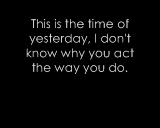 This is the time of
yesterday, I don't
know why you act
the way you do.